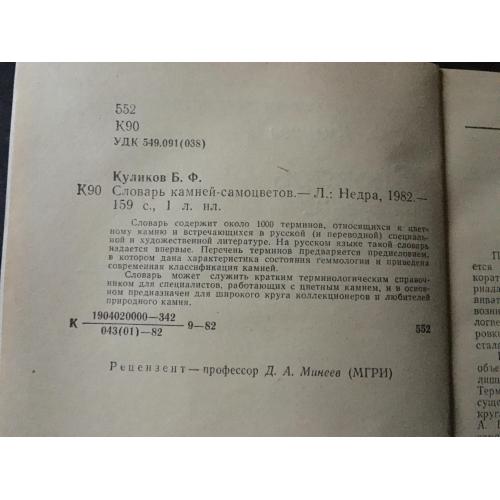 552
К90
УДК 549.091(038)
Куликов Б. Ф.
К90 Словарь камней-самоцветов.— Л.: Недра, 1982.—
159 с., 1 л. ил.
Словарь содержит около 1000 терминов, относящихся к цвет-
ному камню и встречающихся в русской (и переводной) специаль-
ной и художественной литературе. На русском языке такой словарь
издается впервые. Перечень терминов предваряется предисловием,
в котором дана характеристика состояния геммологии и приведена
современная классификация камней.
Словарь может служить кратким терминологическим справоч-
ником для специалистов, работающих с цветным камнем, и в основ-
ном предназначен для широкого круга коллекционеров и любителей
природного камня.
К 1904020000—342
043(01)—82 9—82 552
Рецензент — профессор Д. А. Минеев (МГРИ)